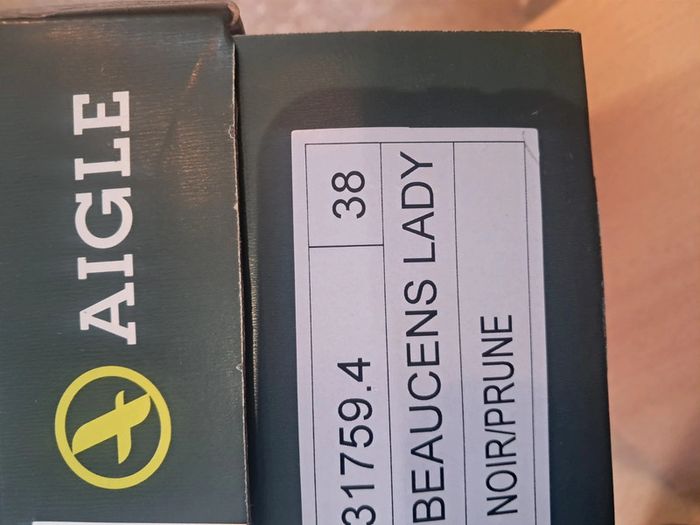 AIGLE
31759.4 38
BEAUCENS LADY
NOIR/PRUNE